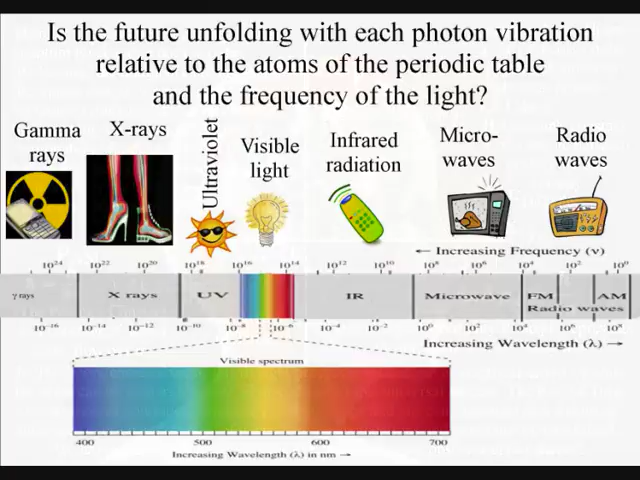 Is the future unfolding with each photon vibration
relative to the atoms of the periodic table
and the frequency of the light?
Gamma
rays
X-rays
Ultraviolet
Visible
light
Infrared
radiation
Micro-
waves
Radio
waves
← Increasing Frequency (ν)
10²⁴ 10²² 10²⁰ 10¹⁸ 10¹⁶ 10¹⁴ 10¹² 10¹⁰ 10⁸ 10⁶ 10⁴ 10² 10⁰
γ rays X rays UV IR Microwave FM AM
Radio waves
10⁻¹⁶ 10⁻¹⁴ 10⁻¹² 10⁻¹⁰ 10⁻⁸ 10⁻⁶ 10⁻⁴ 10⁻² 10⁰ 10² 10⁴ 10⁶ 10⁸
Increasing Wavelength (λ) →
Visible spectrum
400 500 600 700
Increasing Wavelength (λ) in nm →